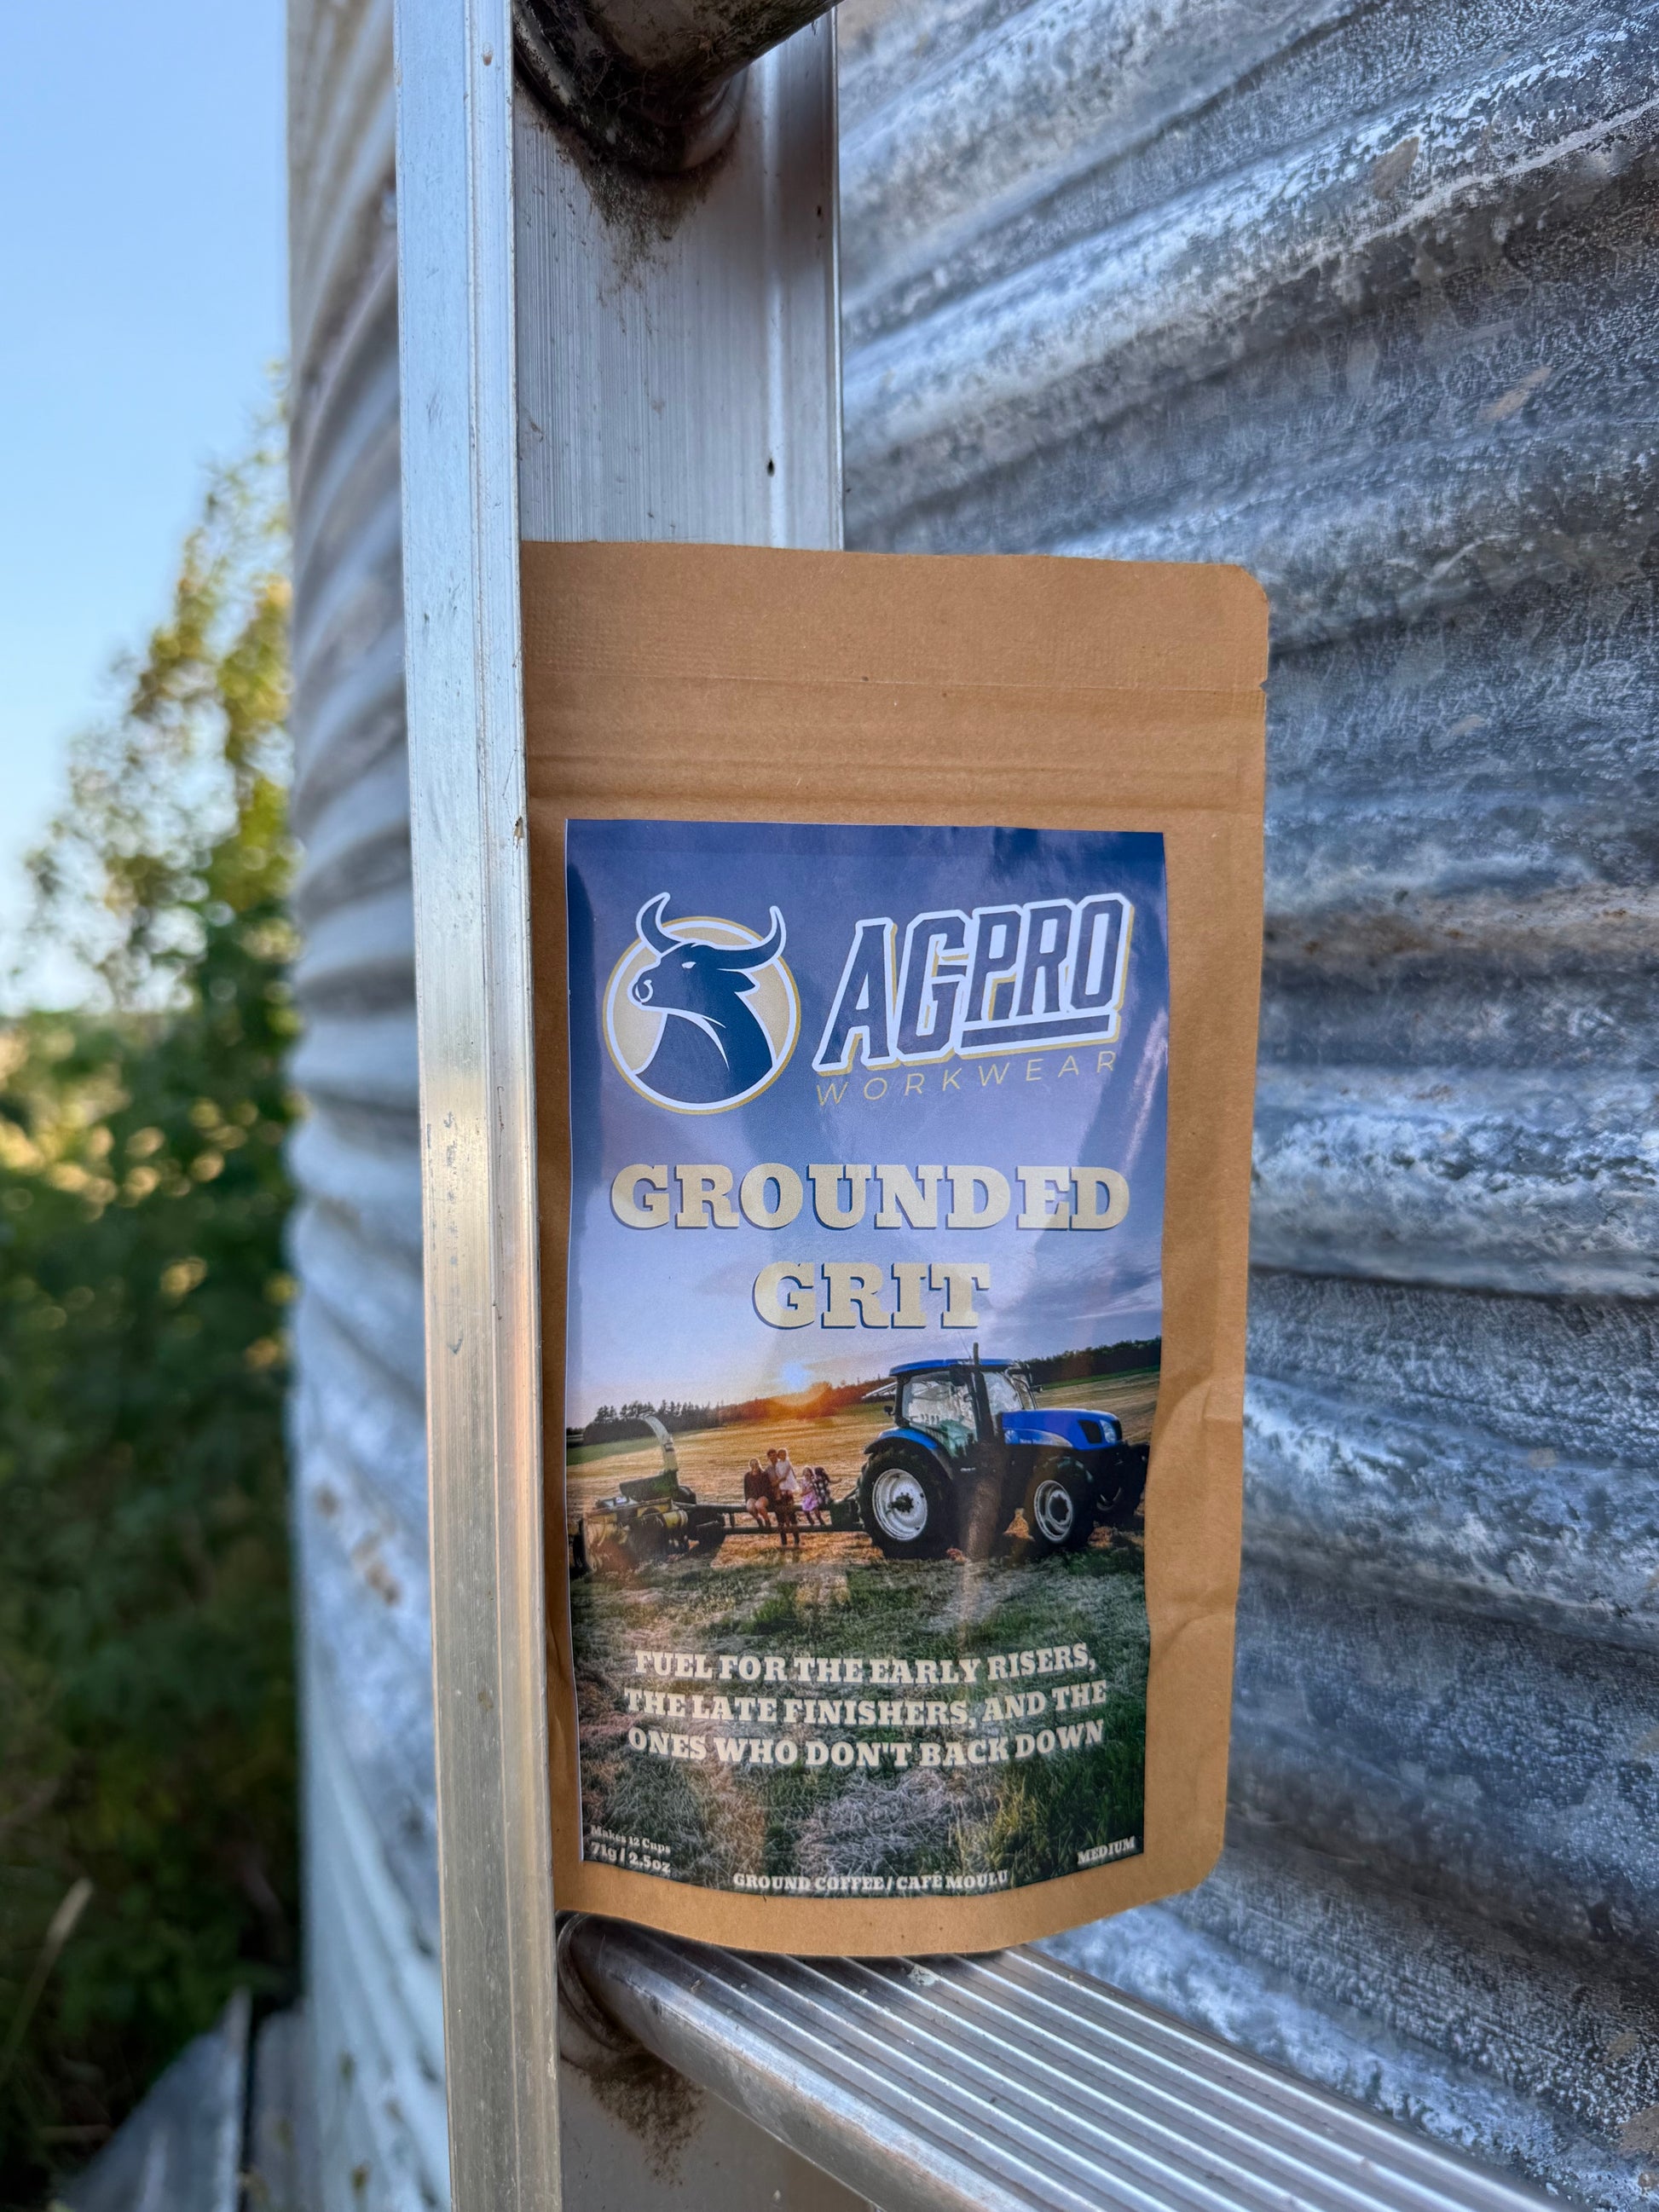 AGPRO
WORKWEAR
GROUNDED
GRIT
FUEL FOR THE EARLY RISERS,
THE LATE FINISHERS, AND THE
ONES WHO DON'T BACK DOWN
Makes 12 Cups
71g / 2.5oz
MEDIUM
GROUND COFFEE / CAFÉ MOULU